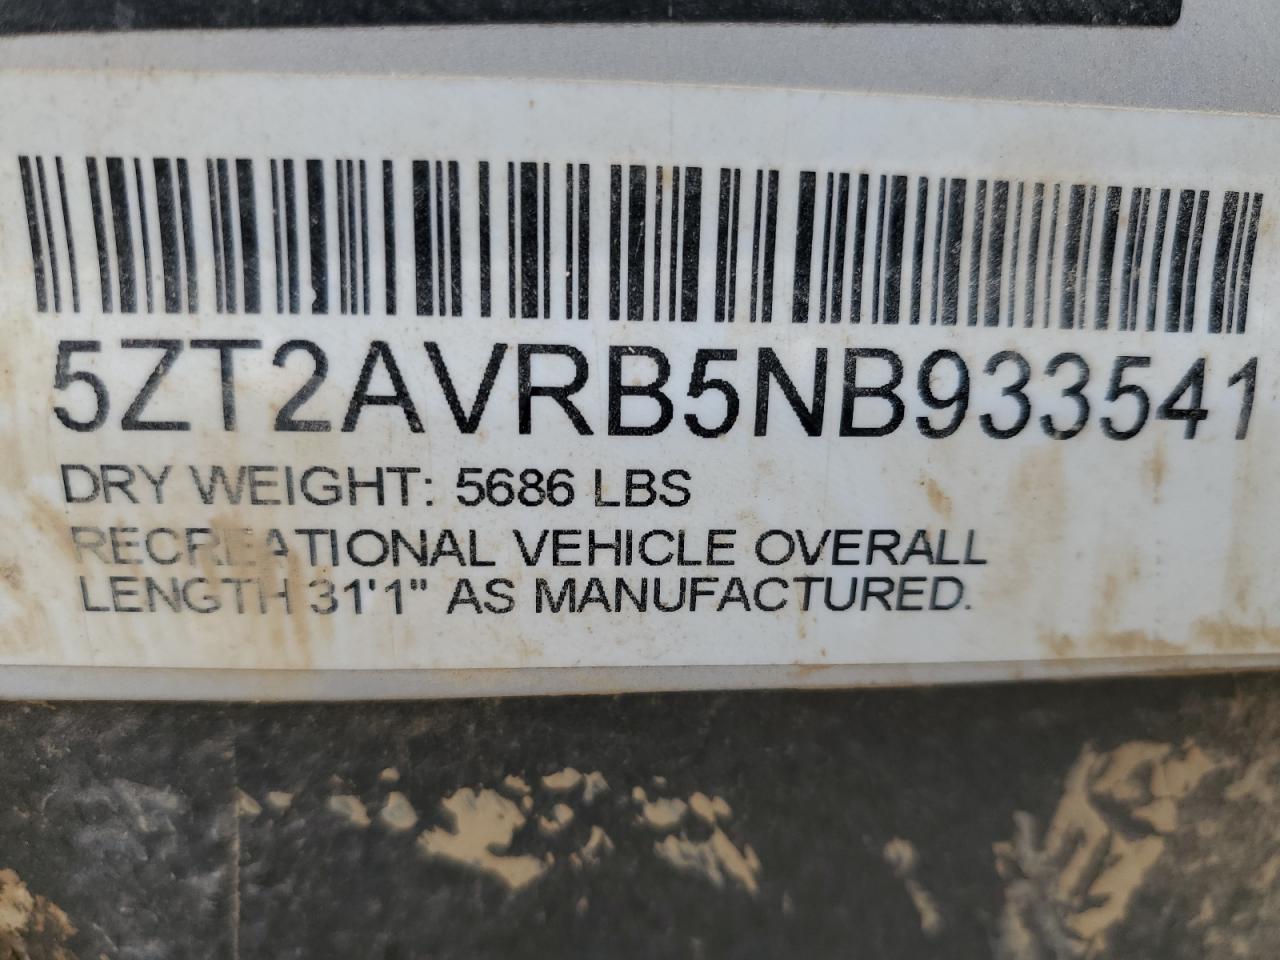 5ZT2AVRB5NB933541
DRY WEIGHT: 5686 LBS
RECREATIONAL VEHICLE OVERALL
LENGTH 31'1" AS MANUFACTURED.